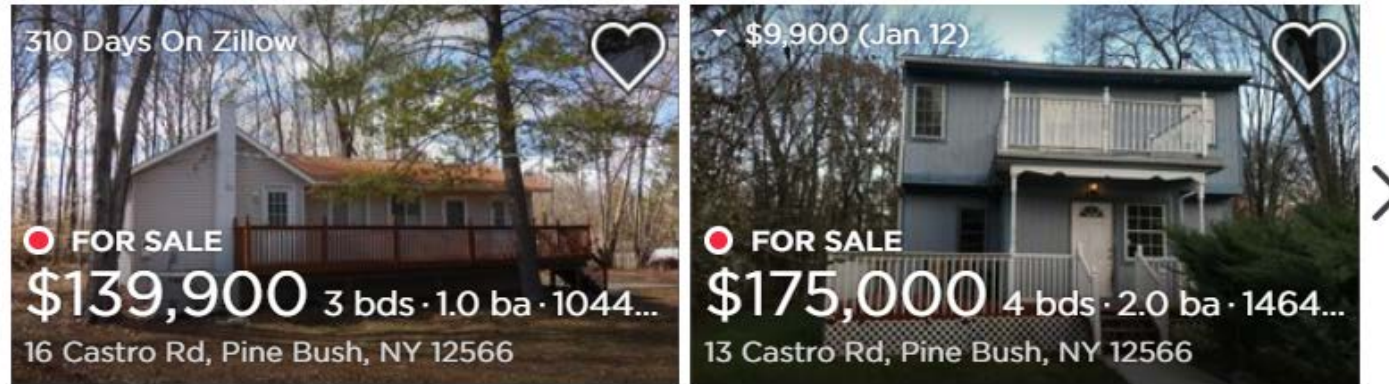 310 Days On Zillow
FOR SALE
$139,900 3 bds · 1.0 ba · 1044...
16 Castro Rd, Pine Bush, NY 12566
$9,900 (Jan 12)
FOR SALE
$175,000 4 bds · 2.0 ba · 1464...
13 Castro Rd, Pine Bush, NY 12566